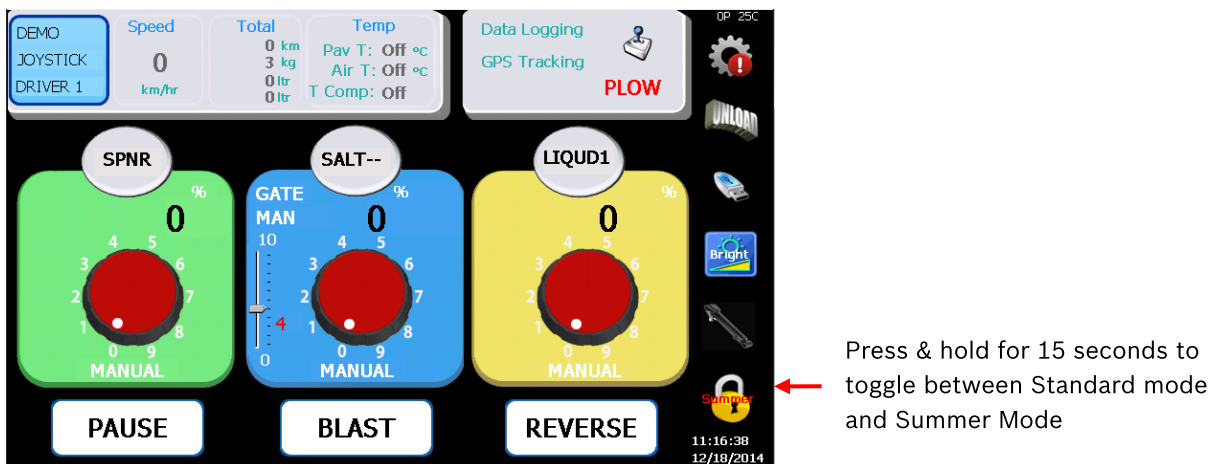 DEMO
JOYSTICK
DRIVER 1
Speed
0
km/hr
Total
0 km
3 kg
0 ltr
0 ltr
Temp
Pav T: Off ºc
Air T: Off ºc
T Comp: Off
Data Logging
GPS Tracking
PLOW
OP 25C
UNLOAD
SPNR
%
0
4 5
3 6
2 7
1 8
0 9
MANUAL
SALT--
GATE %
MAN 0
10
4
0
4 5
3 6
2 7
1 8
0 9
MANUAL
LIQUD1
%
0
4 5
3 6
2 7
1 8
0 9
MANUAL
Bright
Summer
Press & hold for 15 seconds to
toggle between Standard mode
and Summer Mode
PAUSE
BLAST
REVERSE
11:16:38
12/18/2014